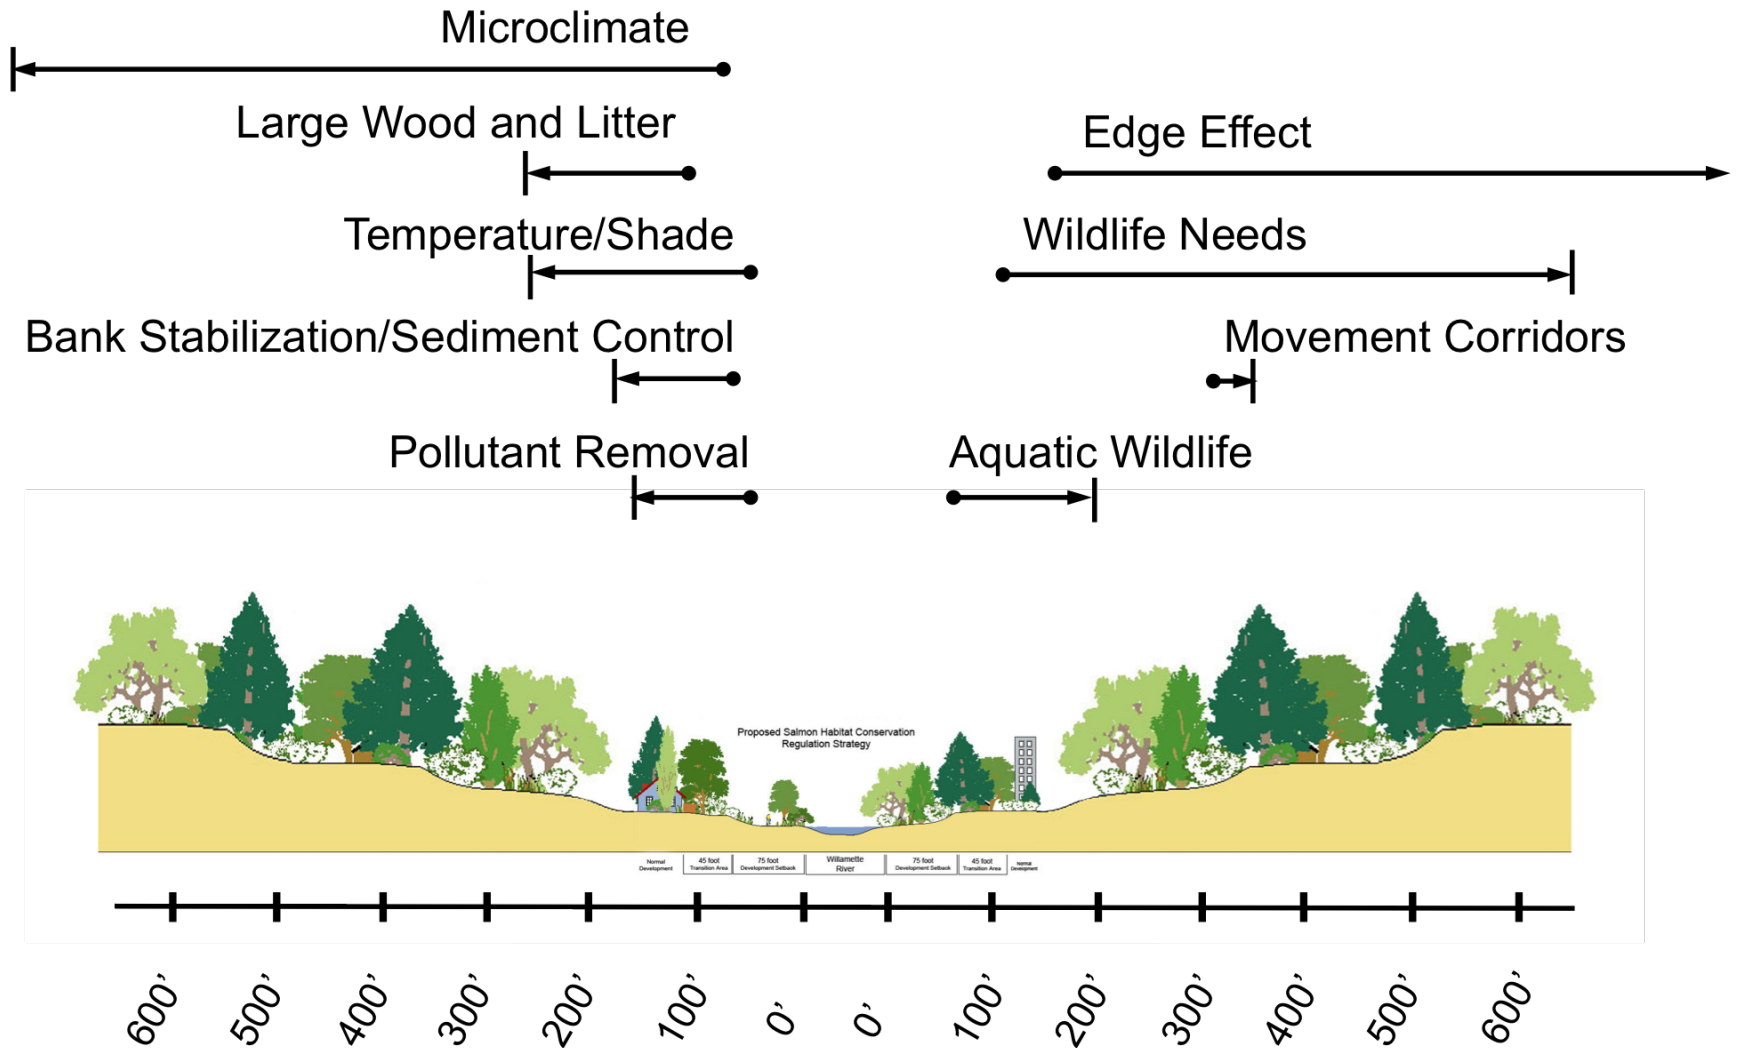 Microclimate
Large Wood and Litter
Edge Effect
Temperature/Shade
Wildlife Needs
Bank Stabilization/Sediment Control
Movement Corridors
Pollutant Removal
Aquatic Wildlife
Proposed Salmon Habitat Conservation
Regulation Strategy
Normal
Development
45 foot
Transition Area
75 foot
Development Setback
Willamette
River
75 foot
Development Setback
45 foot
Transition Area
Normal
Development
600'
500'
400'
300'
200'
100'
0'
0'
100'
200'
300'
400'
500'
600'